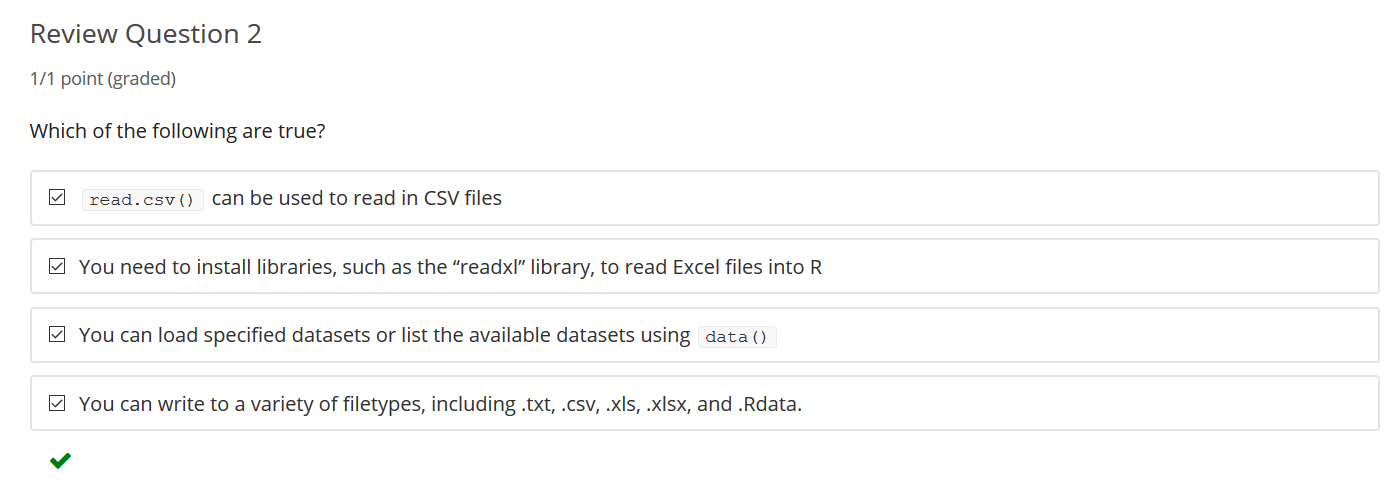 Review Question 2
1/1 point (graded)
Which of the following are true?
read.csv() can be used to read in CSV files
You need to install libraries, such as the “readxl” library, to read Excel files into R
You can load specified datasets or list the available datasets using data()
You can write to a variety of filetypes, including .txt, .csv, .xls, .xlsx, and .Rdata.